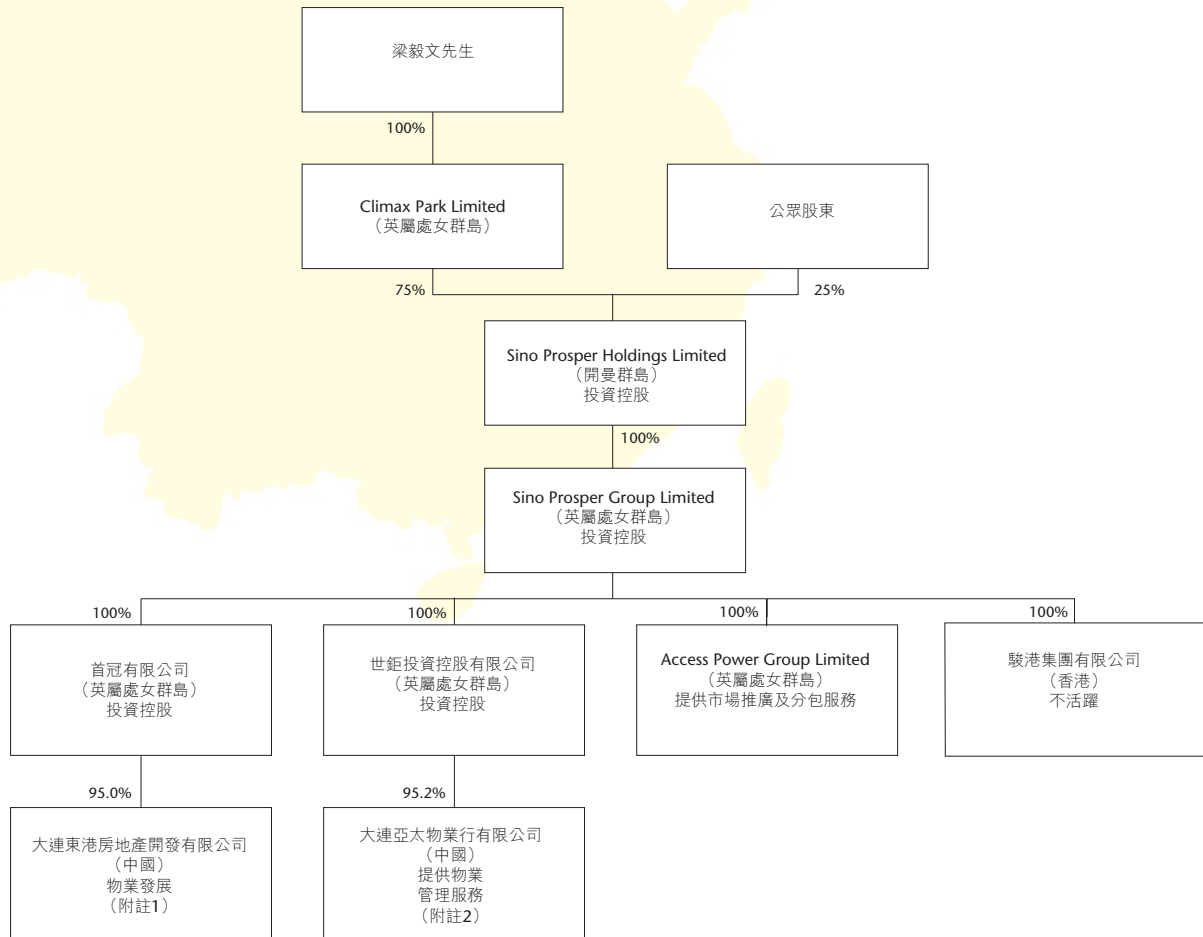 梁毅文先生
100%
Climax Park Limited
（英屬處女群島）
公眾股東
75%
25%
Sino Prosper Holdings Limited
（開曼群島）
投資控股
100%
Sino Prosper Group Limited
（英屬處女群島）
投資控股
100%
100%
100%
100%
首冠有限公司
（英屬處女群島）
投資控股
世鉅投資控股有限公司
（英屬處女群島）
投資控股
Access Power Group Limited
（英屬處女群島）
提供市場推廣及分包服務
駿港集團有限公司
（香港）
不活躍
95.0%
95.2%
大連東港房地產開發有限公司
（中國）
物業發展
（附註1）
大連亞太物業行有限公司
（中國）
提供物業
管理服務
（附註2）